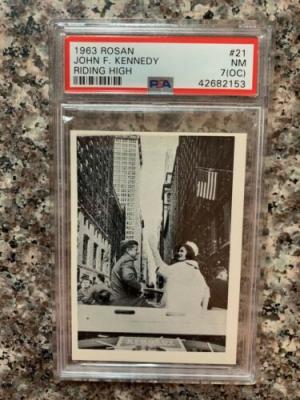 1963 ROSAN #21
JOHN F. KENNEDY NM
RIDING HIGH PSA 7(OC)
42682153